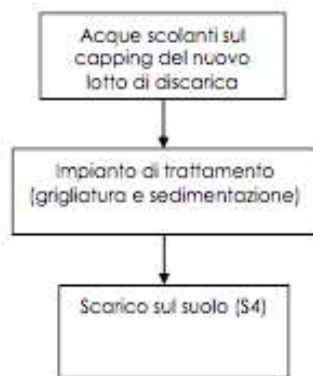 Acque scolanti sul
capping del nuovo
lotto di discarica
Impianto di trattamento
(grigliatura e sedimentazione)
Scarico sul suolo (S4)